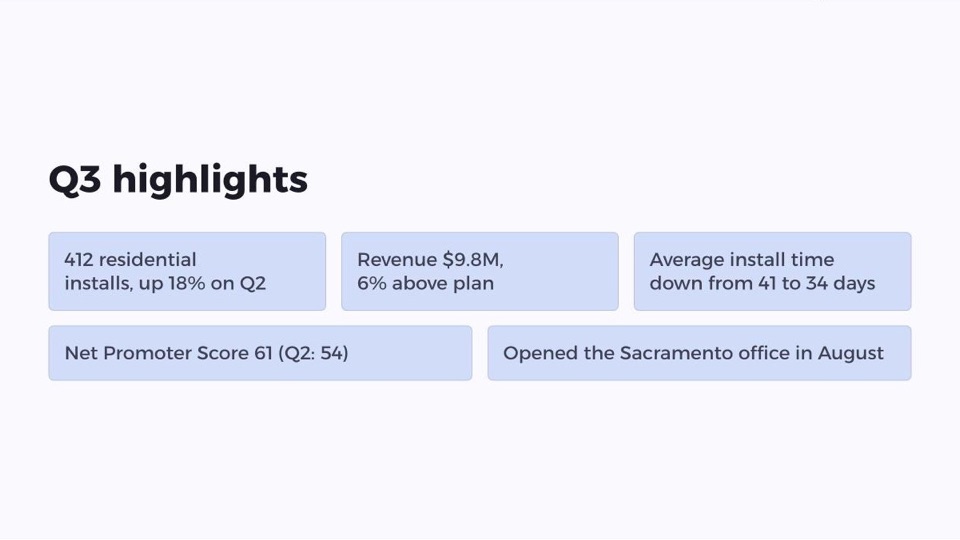 Q3 highlights
412 residential
installs, up 18% on Q2
Revenue $9.8M,
6% above plan
Average install time
down from 41 to 34 days
Net Promoter Score 61 (Q2: 54)
Opened the Sacramento office in August